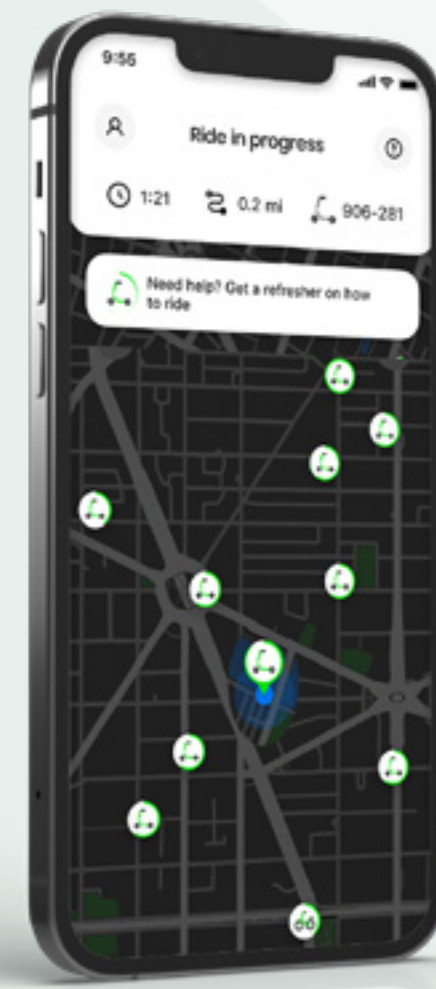 9:55
Ride in progress
1:21 0.2 mi 906-281
Need help? Get a refresher on how
to ride